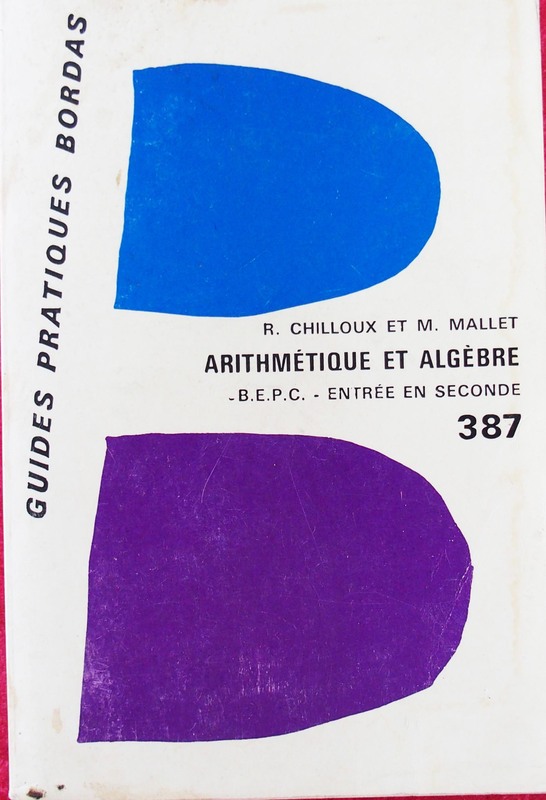 GUIDES PRATIQUES BORDAS
R. CHILLOUX ET M. MALLET
ARITHMÉTIQUE ET ALGÈBRE
-B.E.P.C. - ENTRÉE EN SECONDE
387